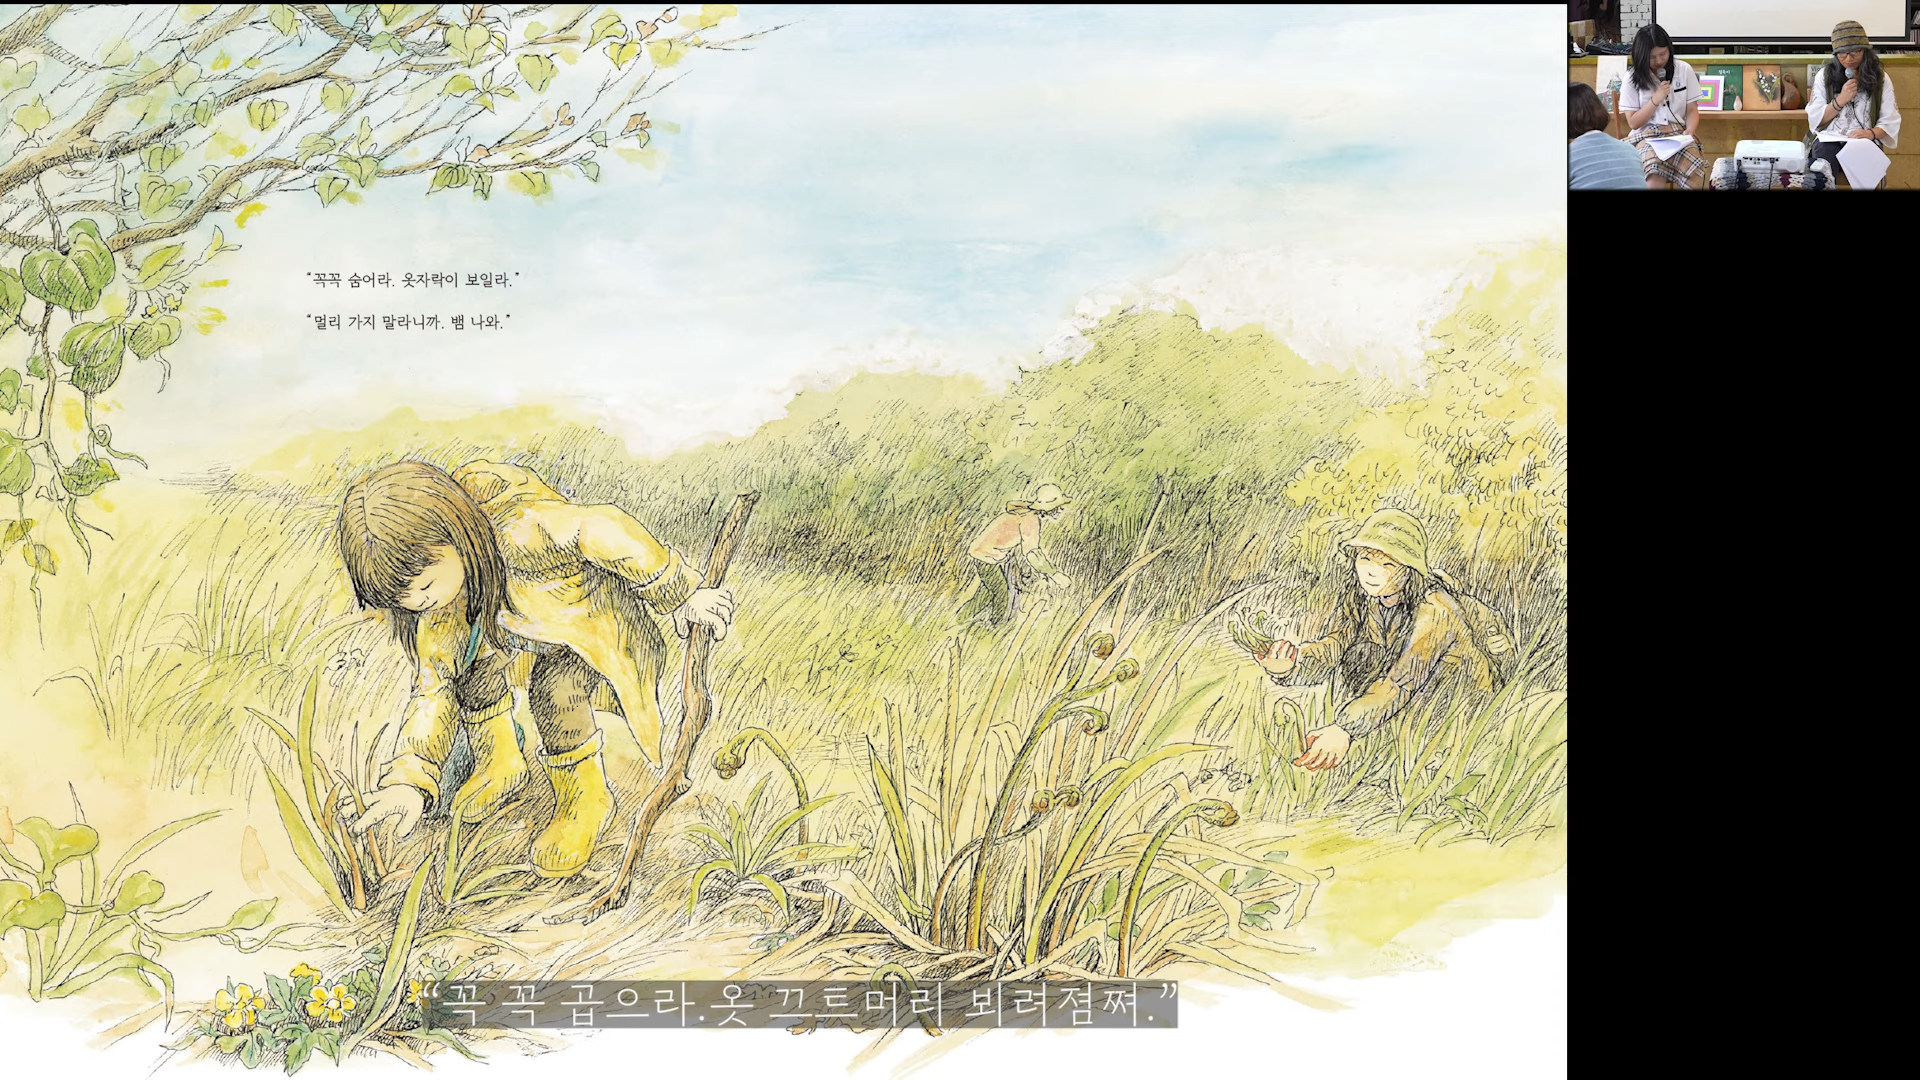 “꼭꼭 숨어라. 옷자락이 보일라.”
“멀리 가지 말라니까. 뱀 나와.”
“꼭 꼭 곱으라.옷 끄트머리 뵈려졈쪄.”